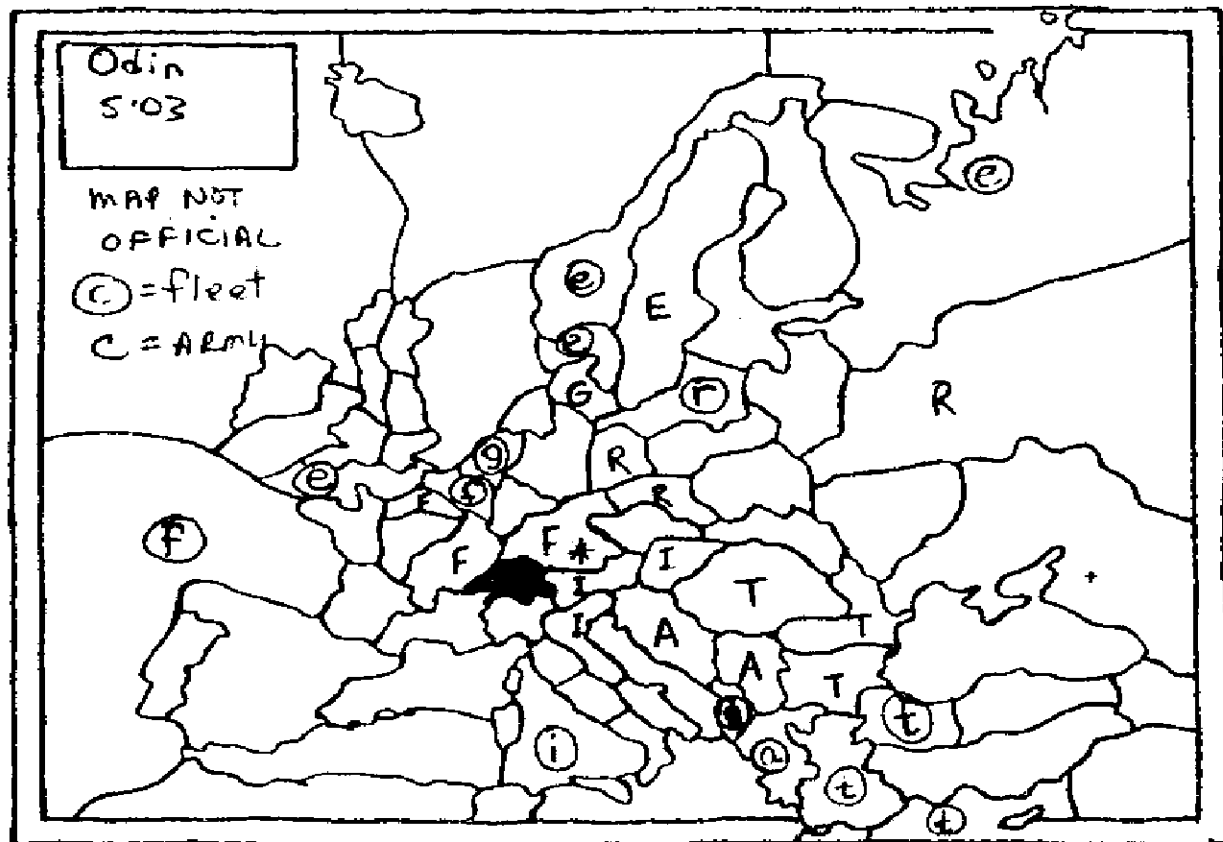 Odin
S'03
MAP NOT
OFFICIAL
ⓒ = fleet
C = ARMY
e
e
E
e
G
r
R
g
R
e
F
R
f
F
F *
I
I
T
I
A
T
A
T
t
i
a
t
t